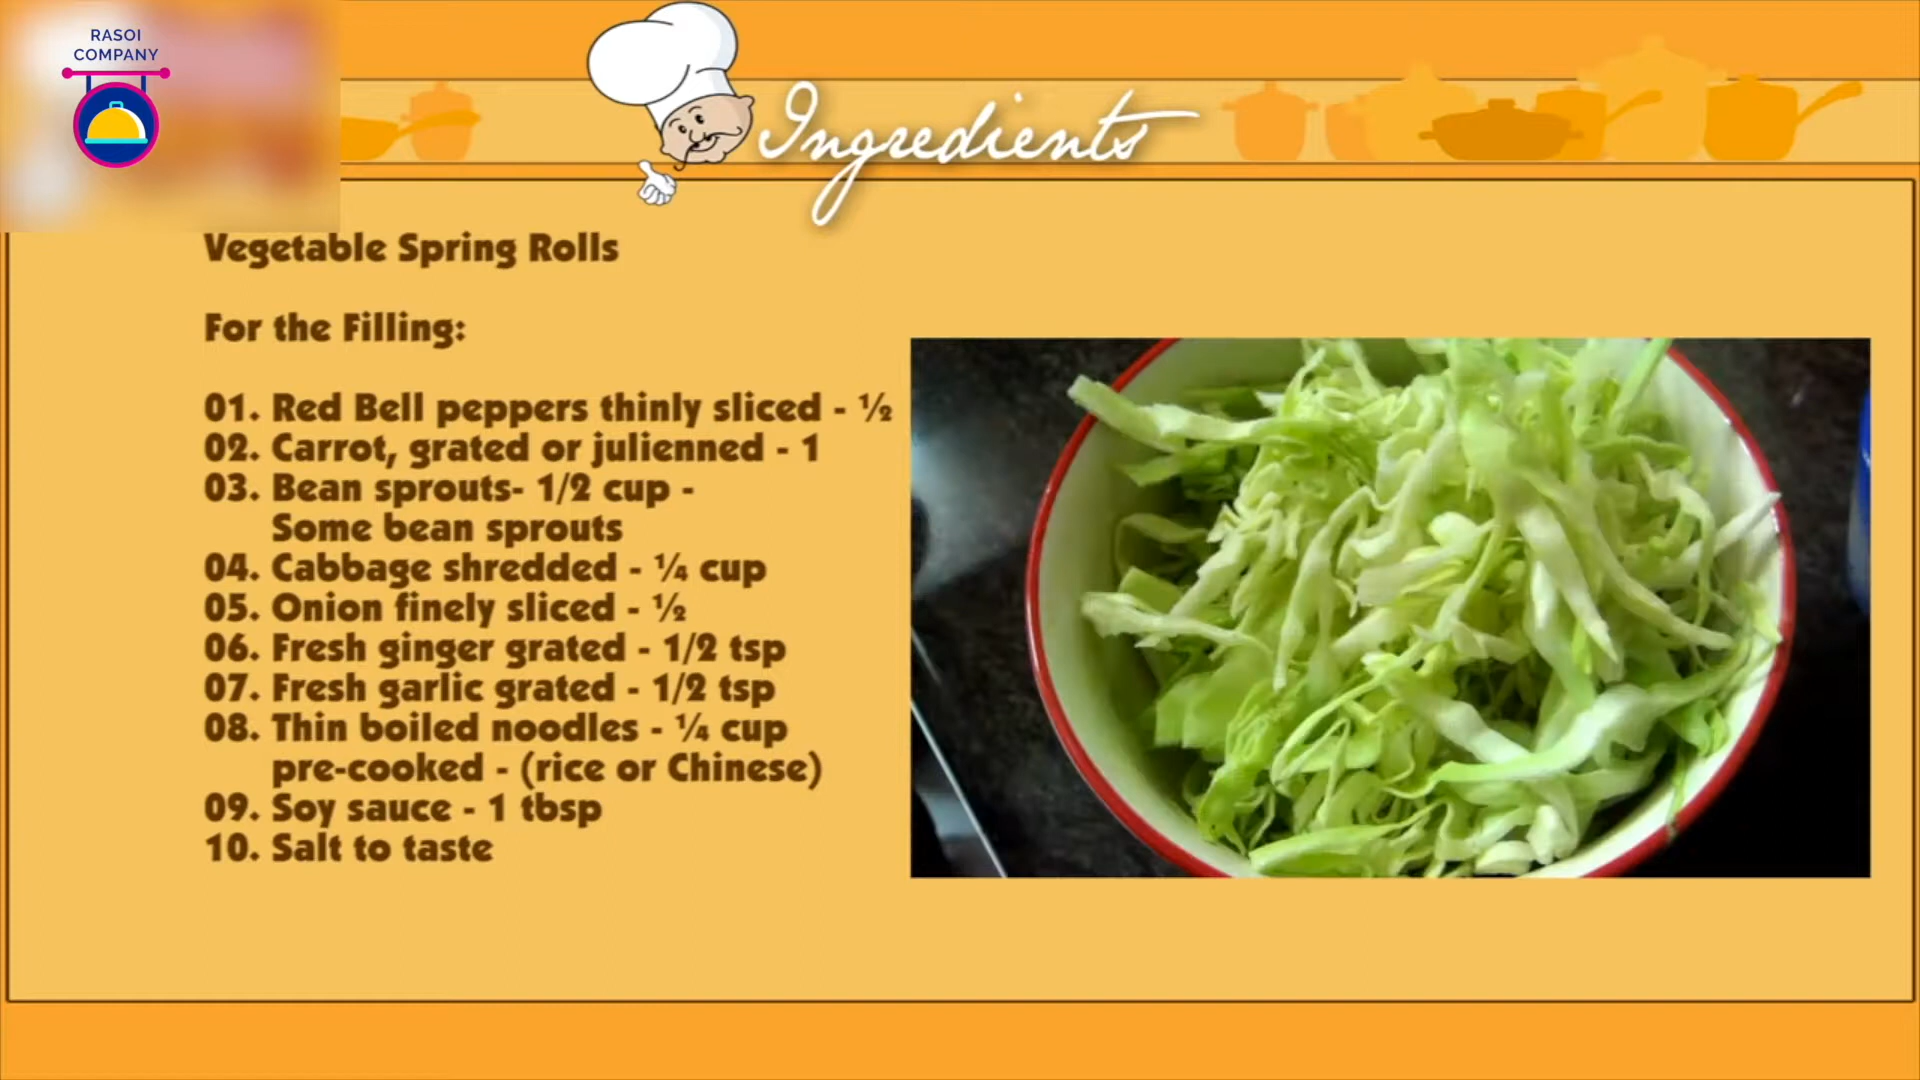 RASOI
COMPANY
Ingredients
Vegetable Spring Rolls
For the Filling:
01. Red Bell peppers thinly sliced - ½
02. Carrot, grated or julienned - 1
03. Bean sprouts- 1/2 cup -
Some bean sprouts
04. Cabbage shredded - ¼ cup
05. Onion finely sliced - ½
06. Fresh ginger grated - 1/2 tsp
07. Fresh garlic grated - 1/2 tsp
08. Thin boiled noodles - ¼ cup
pre-cooked - (rice or Chinese)
09. Soy sauce - 1 tbsp
10. Salt to taste